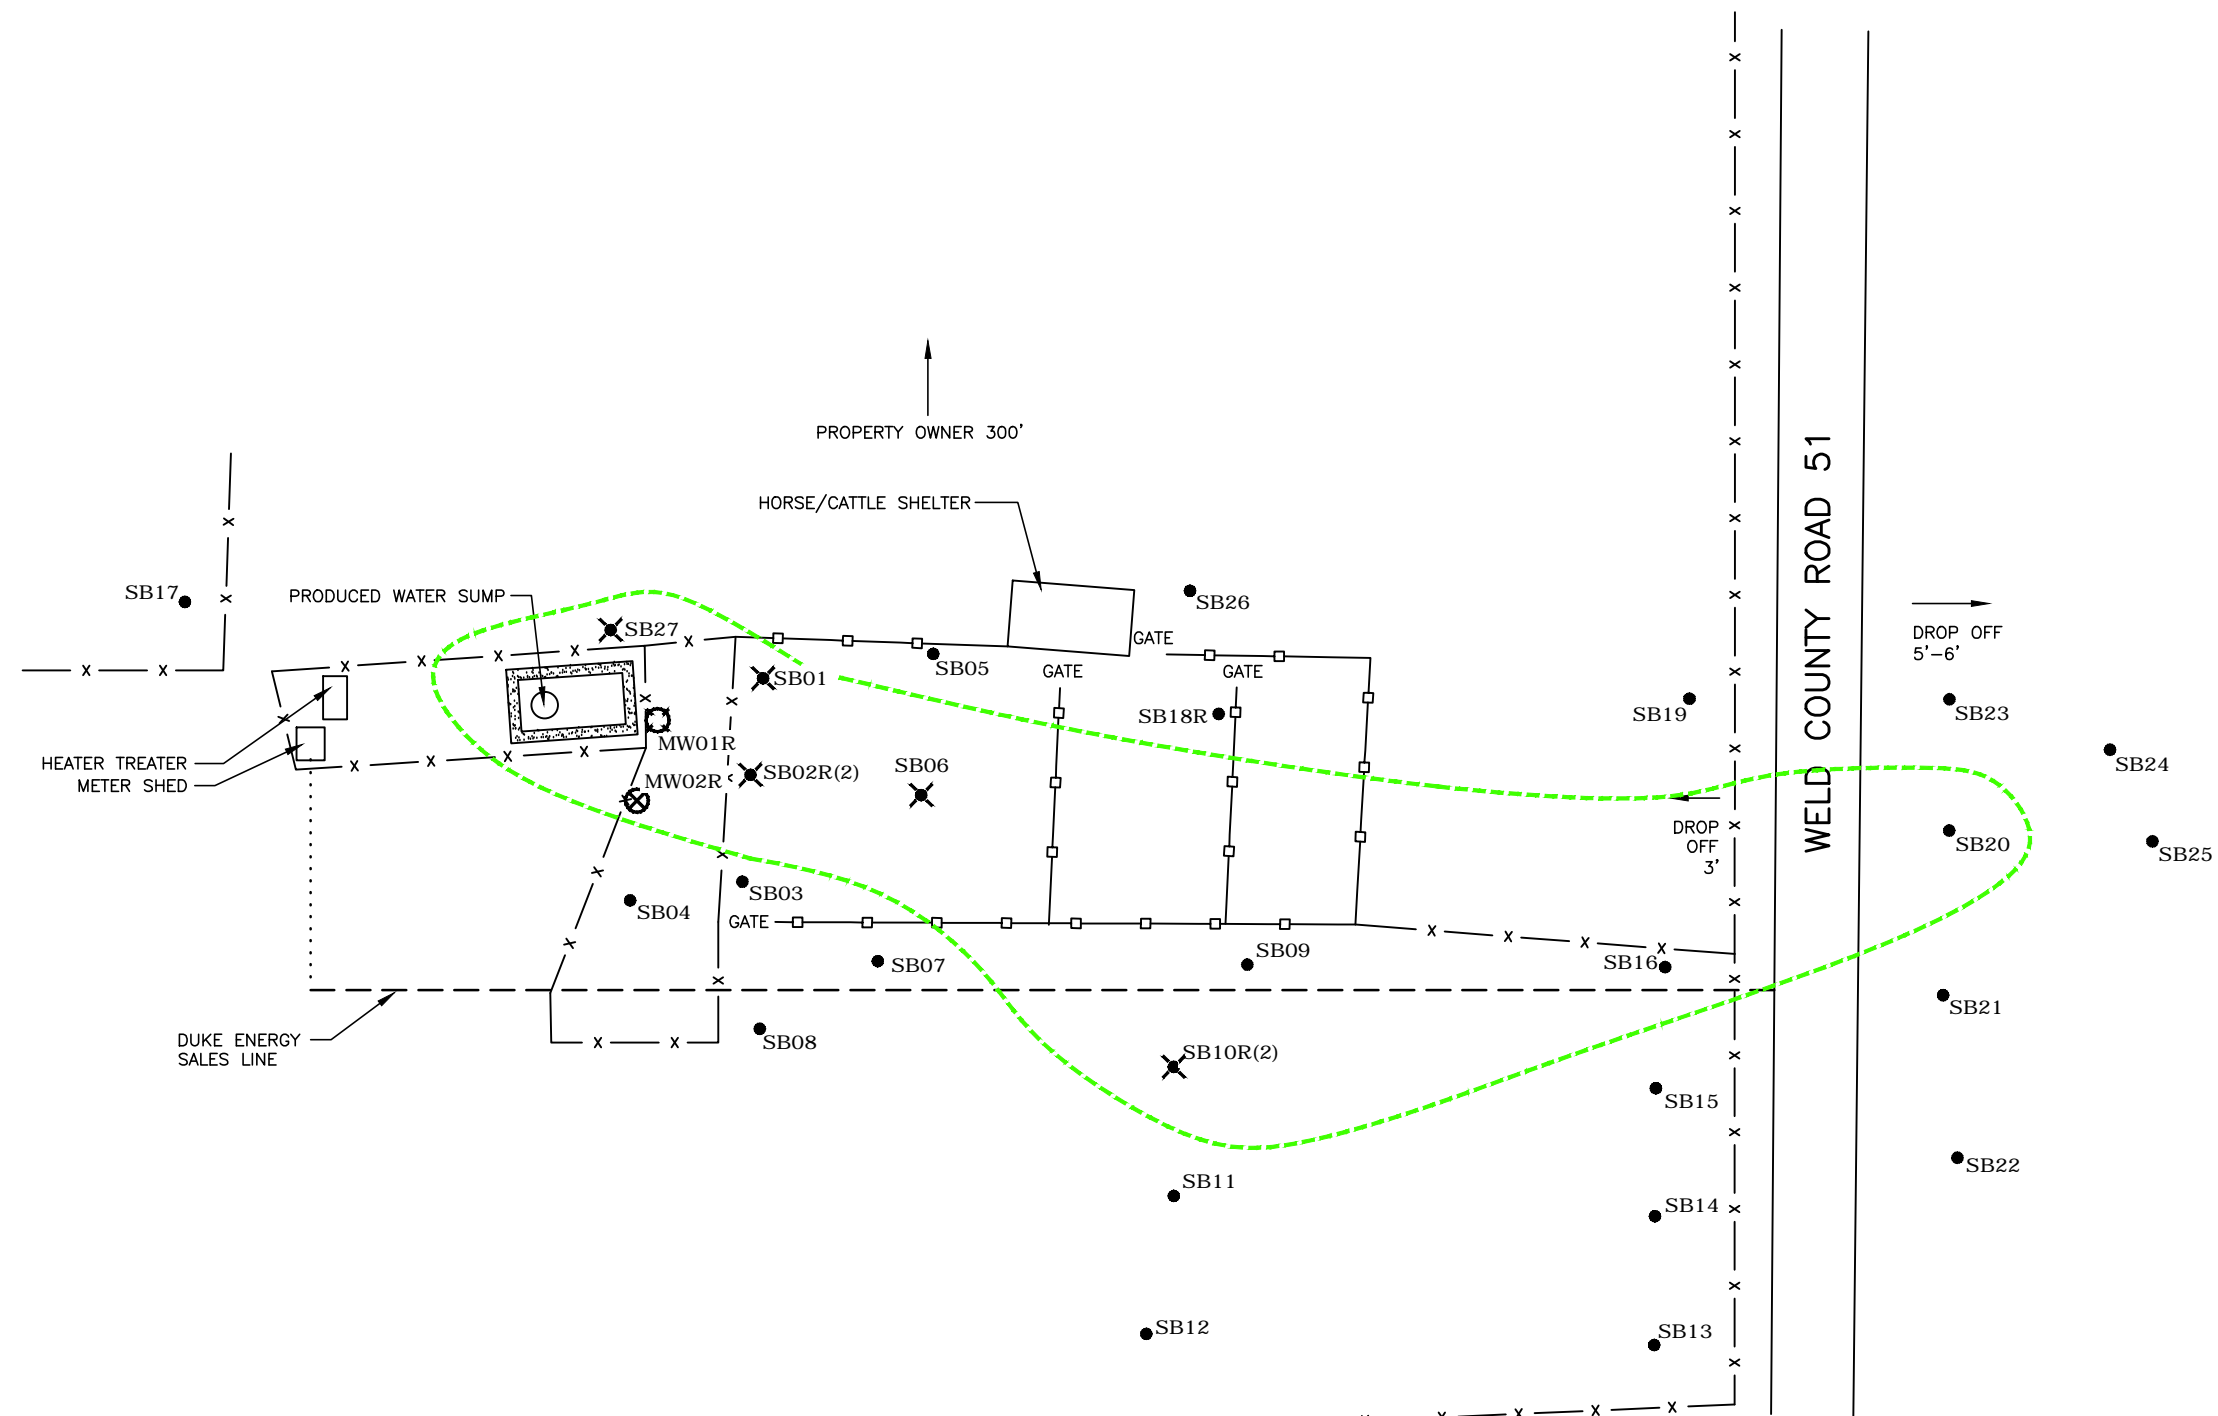 PROPERTY OWNER 300'
HORSE/CATTLE SHELTER
WELD COUNTY ROAD 51
SB17
PRODUCED WATER SUMP
SB26
DROP OFF
5'-6'
SB27
GATE
SB05
GATE
GATE
SB01
SB18R
SB19
SB23
MW01R
HEATER TREATER
METER SHED
MW02R
SB02R(2)
SB06
SB24
DROP
OFF
3'
SB20
SB25
SB03
SB04
GATE
SB07
SB09
SB16
SB21
DUKE ENERGY
SALES LINE
SB08
SB10R(2)
SB15
SB22
SB11
SB14
SB12
SB13